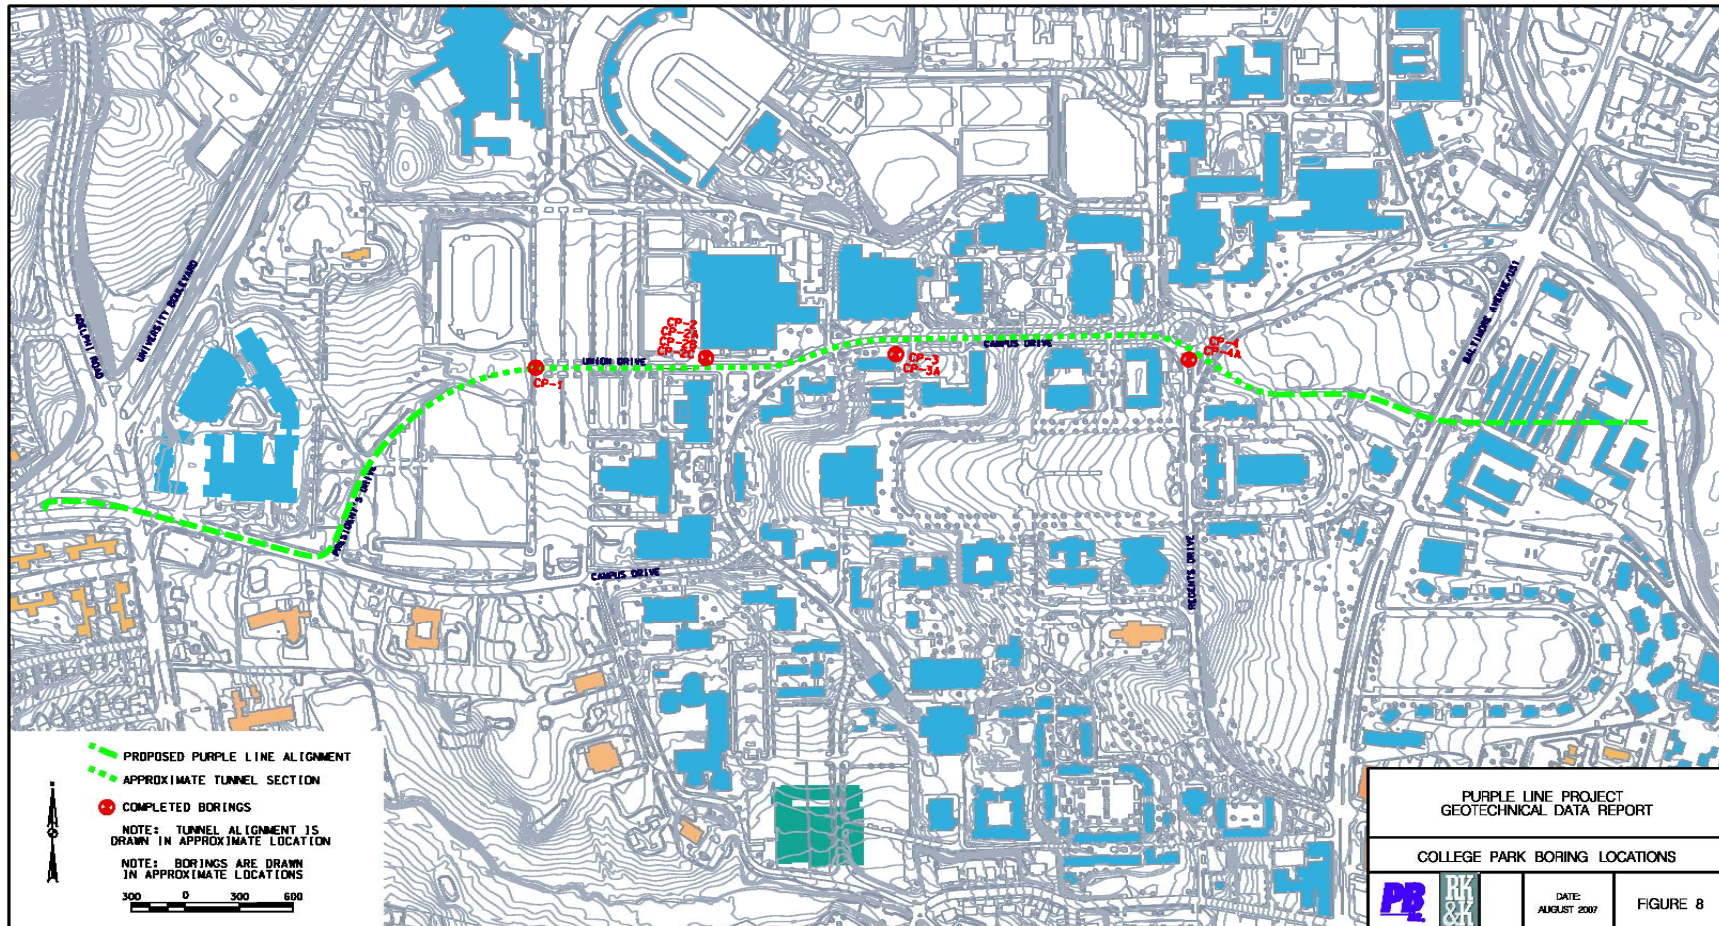 ADELPHI ROAD
UNIVERSITY BOULEVARD
BALTIMORE AVENUE/US1
CP-2
CP-2A
CP-2C
UNION DRIVE
CP-1
CP-3
CP-3A
CAMPUS DRIVE
CP-4
CP-4A
PRESIDENT'S DRIVE
CAMPUS DRIVE
REGENTS DRIVE
PROPOSED PURPLE LINE ALIGNMENT
APPROXIMATE TUNNEL SECTION
COMPLETED BORINGS
NOTE: TUNNEL ALIGNMENT IS
DRAWN IN APPROXIMATE LOCATION
NOTE: BORINGS ARE DRAWN
IN APPROXIMATE LOCATIONS
300 0 300 600
PURPLE LINE PROJECT
GEOTECHNICAL DATA REPORT
COLLEGE PARK BORING LOCATIONS
PB
RK
&K
DATE:
AUGUST 2007
FIGURE 8